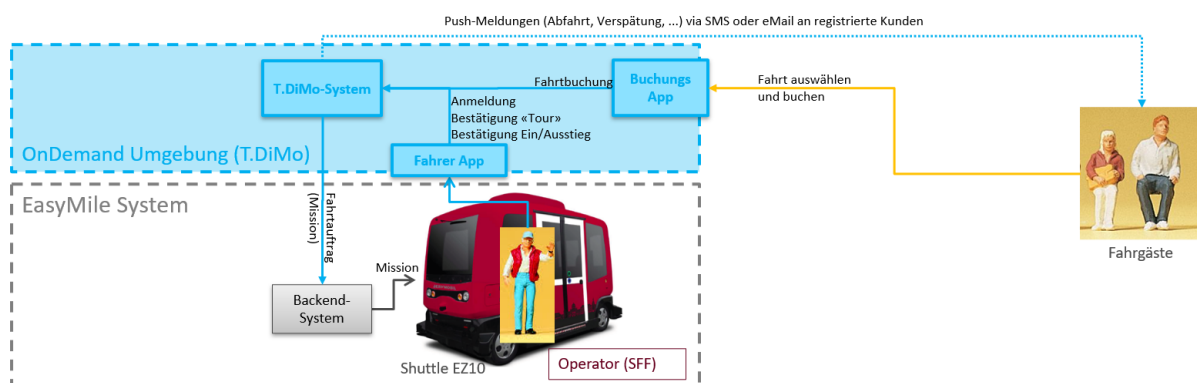 Push-Meldungen (Abfahrt, Verspätung, ...) via SMS oder eMail an registrierte Kunden
T.DiMo-System
Fahrtbuchung
Buchungs
App
Fahrt auswählen
und buchen
Anmeldung
Bestätigung «Tour»
Bestätigung Ein/Ausstieg
OnDemand Umgebung (T.DiMo)
Fahrer App
EasyMile System
Fahrtauftrag
(Mission)
Fahrgäste
Mission
Backend-
System
Shuttle EZ10
Operator (SFF)